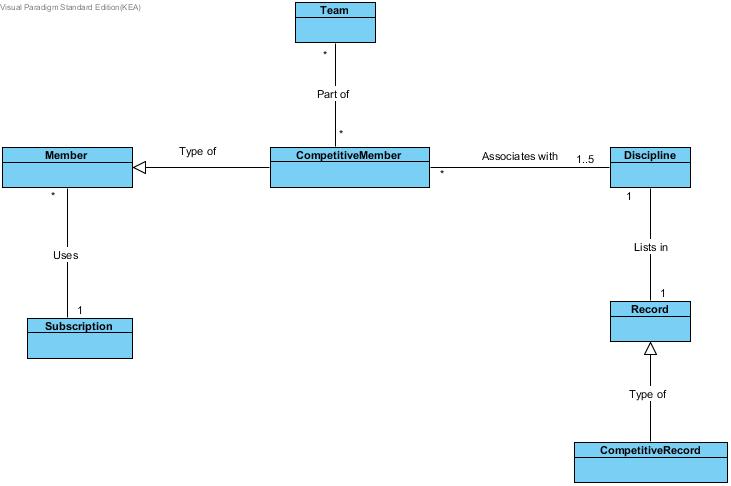 Visual Paradigm Standard Edition(KEA)
Team
*
Part of
*
Member
Type of
CompetitiveMember
Associates with
1..5
*
Discipline
*
1
Uses
Lists in
1
1
Subscription
Record
Type of
CompetitiveRecord